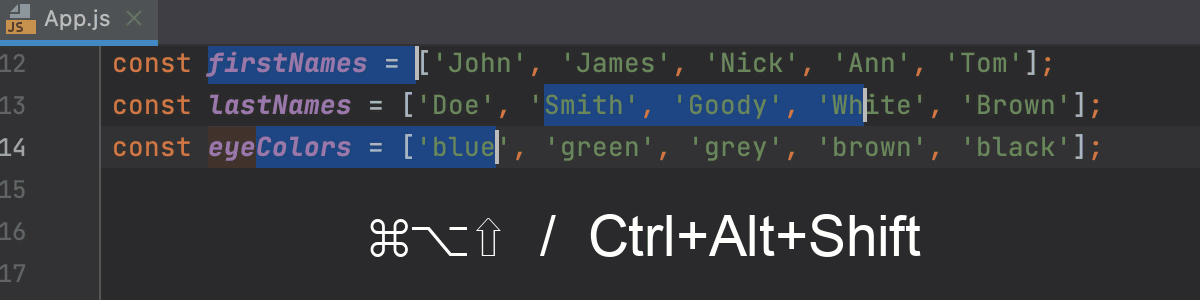 JS App.js ×
12 const firstNames = ['John', 'James', 'Nick', 'Ann', 'Tom'];
13 const lastNames = ['Doe', 'Smith', 'Goody', 'White', 'Brown'];
14 const eyeColors = ['blue', 'green', 'grey', 'brown', 'black'];
15
16
17
⌘⌥⇧ / Ctrl+Alt+Shift